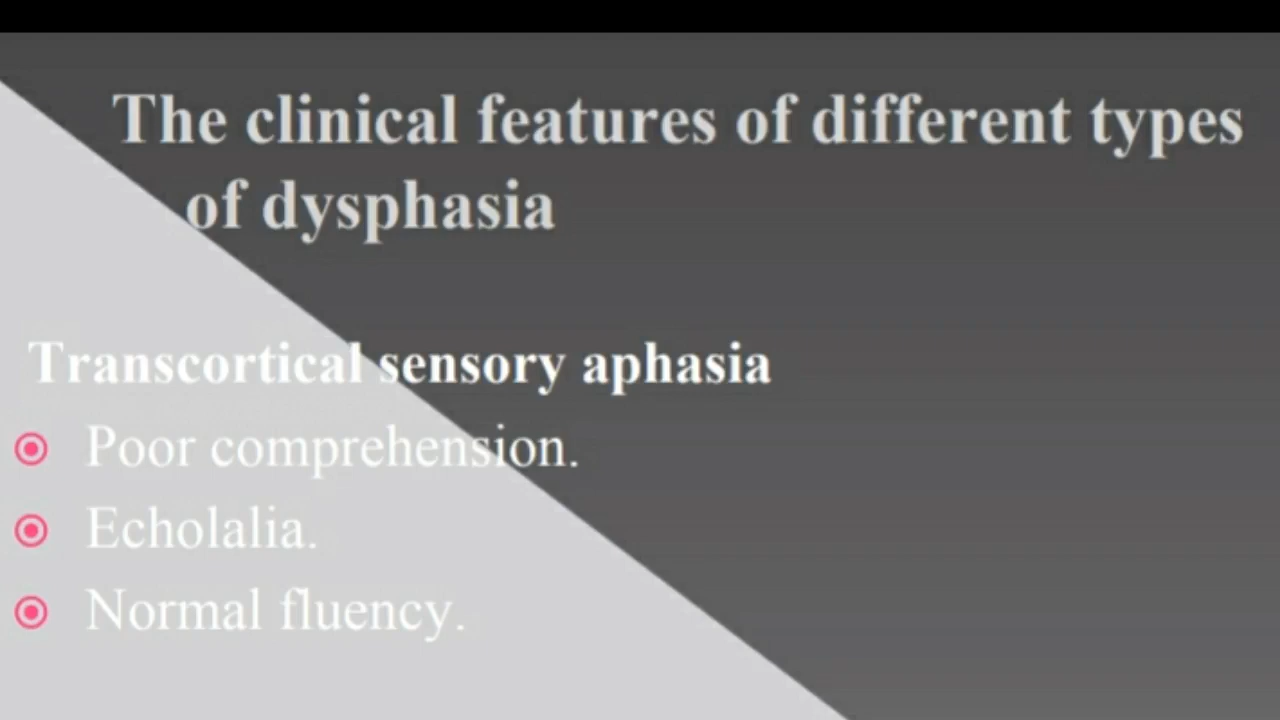 The clinical features of different types
of dysphasia
Transcortical sensory aphasia
Poor comprehension.
Echolalia.
Normal fluency.